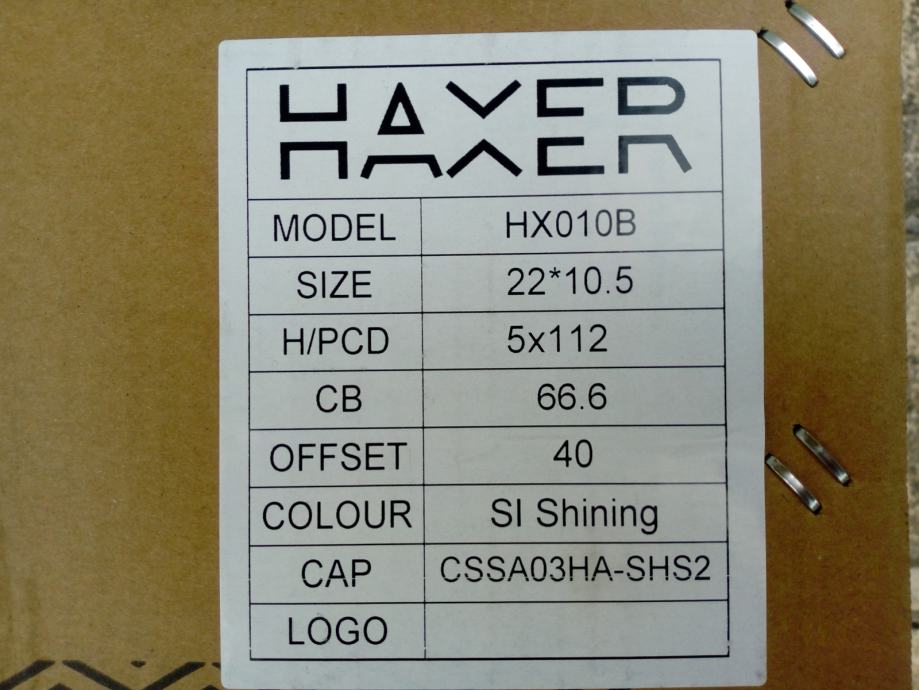 HAXER
MODEL HX010B
SIZE 22*10.5
H/PCD 5x112
CB 66.6
OFFSET 40
COLOUR SI Shining
CAP CSSA03HA-SHS2
LOGO